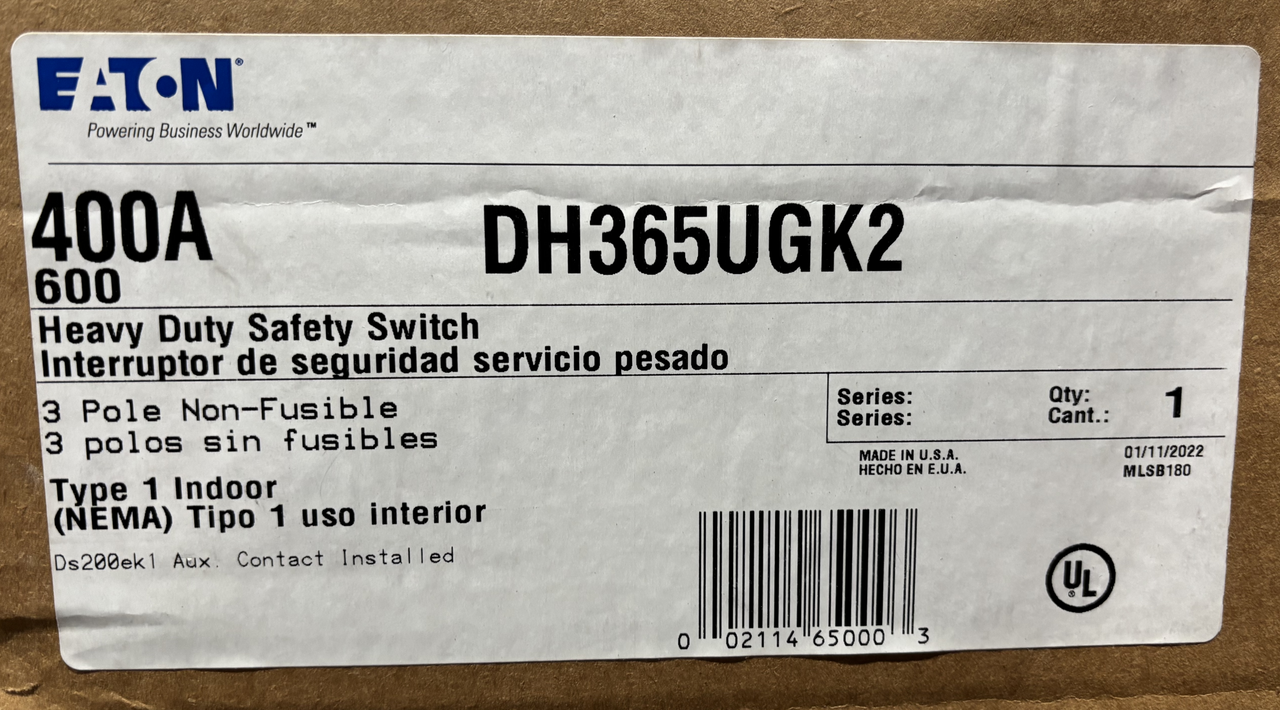 EATON®
Powering Business Worldwide™
400A
DH365UGK2
600
Heavy Duty Safety Switch
Interruptor de seguridad servicio pesado
3 Pole Non-Fusible
3 polos sin fusibles
Series:
Series:
Qty:
Cant.:
1
MADE IN U.S.A.
HECHO EN E.U.A.
01/11/2022
MLSB180
Type 1 Indoor
(NEMA) Tipo 1 uso interior
Ds200ek1 Aux. Contact Installed
0 02114 65000 3
UL®